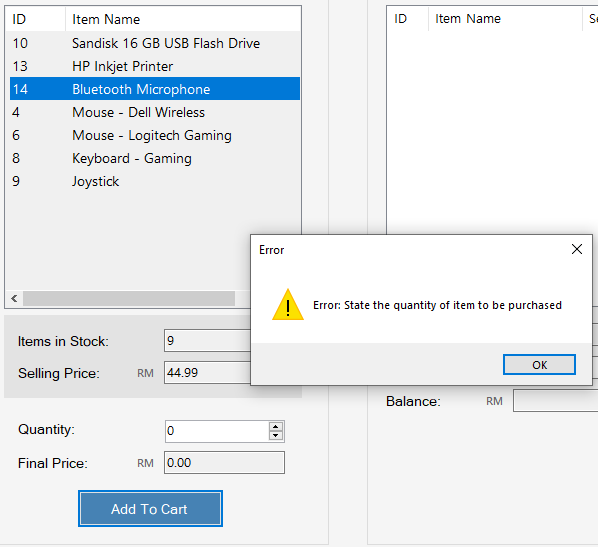 ID Item Name
10 Sandisk 16 GB USB Flash Drive
13 HP Inkjet Printer
14 Bluetooth Microphone
4 Mouse - Dell Wireless
6 Mouse - Logitech Gaming
8 Keyboard - Gaming
9 Joystick
Items in Stock: 9
Selling Price: RM 44.99
Quantity: 0
Final Price: RM 0.00
Add To Cart
ID Item Name
Error
Error: State the quantity of item to be purchased
OK
Balance: RM